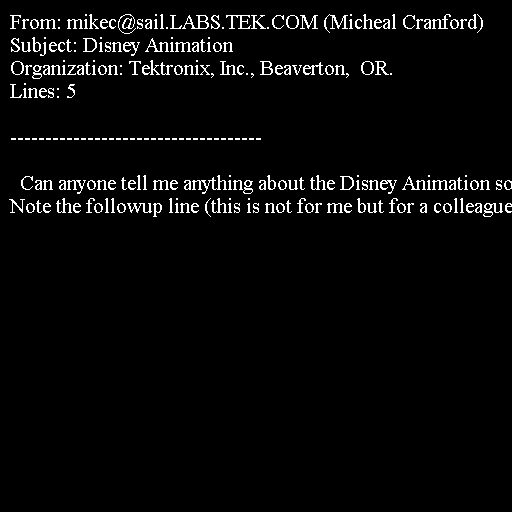 From: mikec@sail.LABS.TEK.COM (Micheal Cranford)
Subject: Disney Animation
Organization: Tektronix, Inc., Beaverton,  OR.
Lines: 5

------------------------------------

  Can anyone tell me anything about the Disney Animation so
Note the followup line (this is not for me but for a colleague